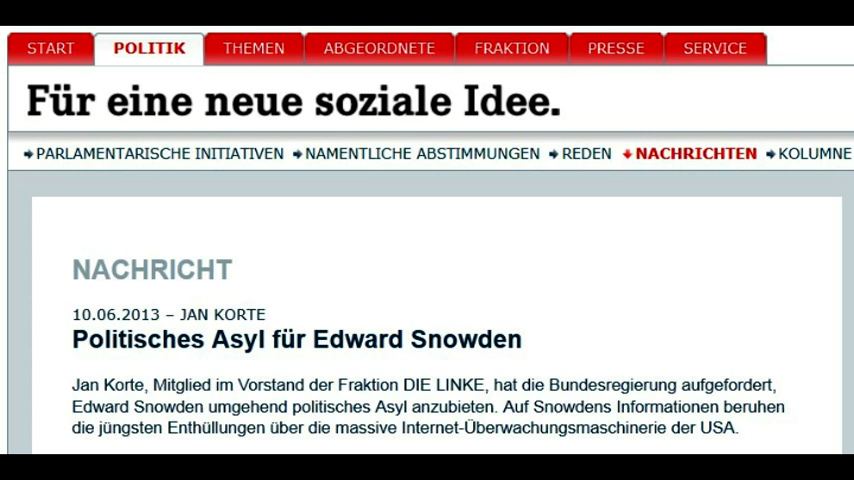 START POLITIK THEMEN ABGEORDNETE FRAKTION PRESSE SERVICE
Für eine neue soziale Idee.
PARLAMENTARISCHE INITIATIVEN NAMENTLICHE ABSTIMMUNGEN REDEN NACHRICHTEN KOLUMNE
NACHRICHT
10.06.2013 – JAN KORTE
Politisches Asyl für Edward Snowden
Jan Korte, Mitglied im Vorstand der Fraktion DIE LINKE, hat die Bundesregierung aufgefordert,
Edward Snowden umgehend politisches Asyl anzubieten. Auf Snowdens Informationen beruhen
die jüngsten Enthüllungen über die massive Internet-Überwachungsmaschinerie der USA.